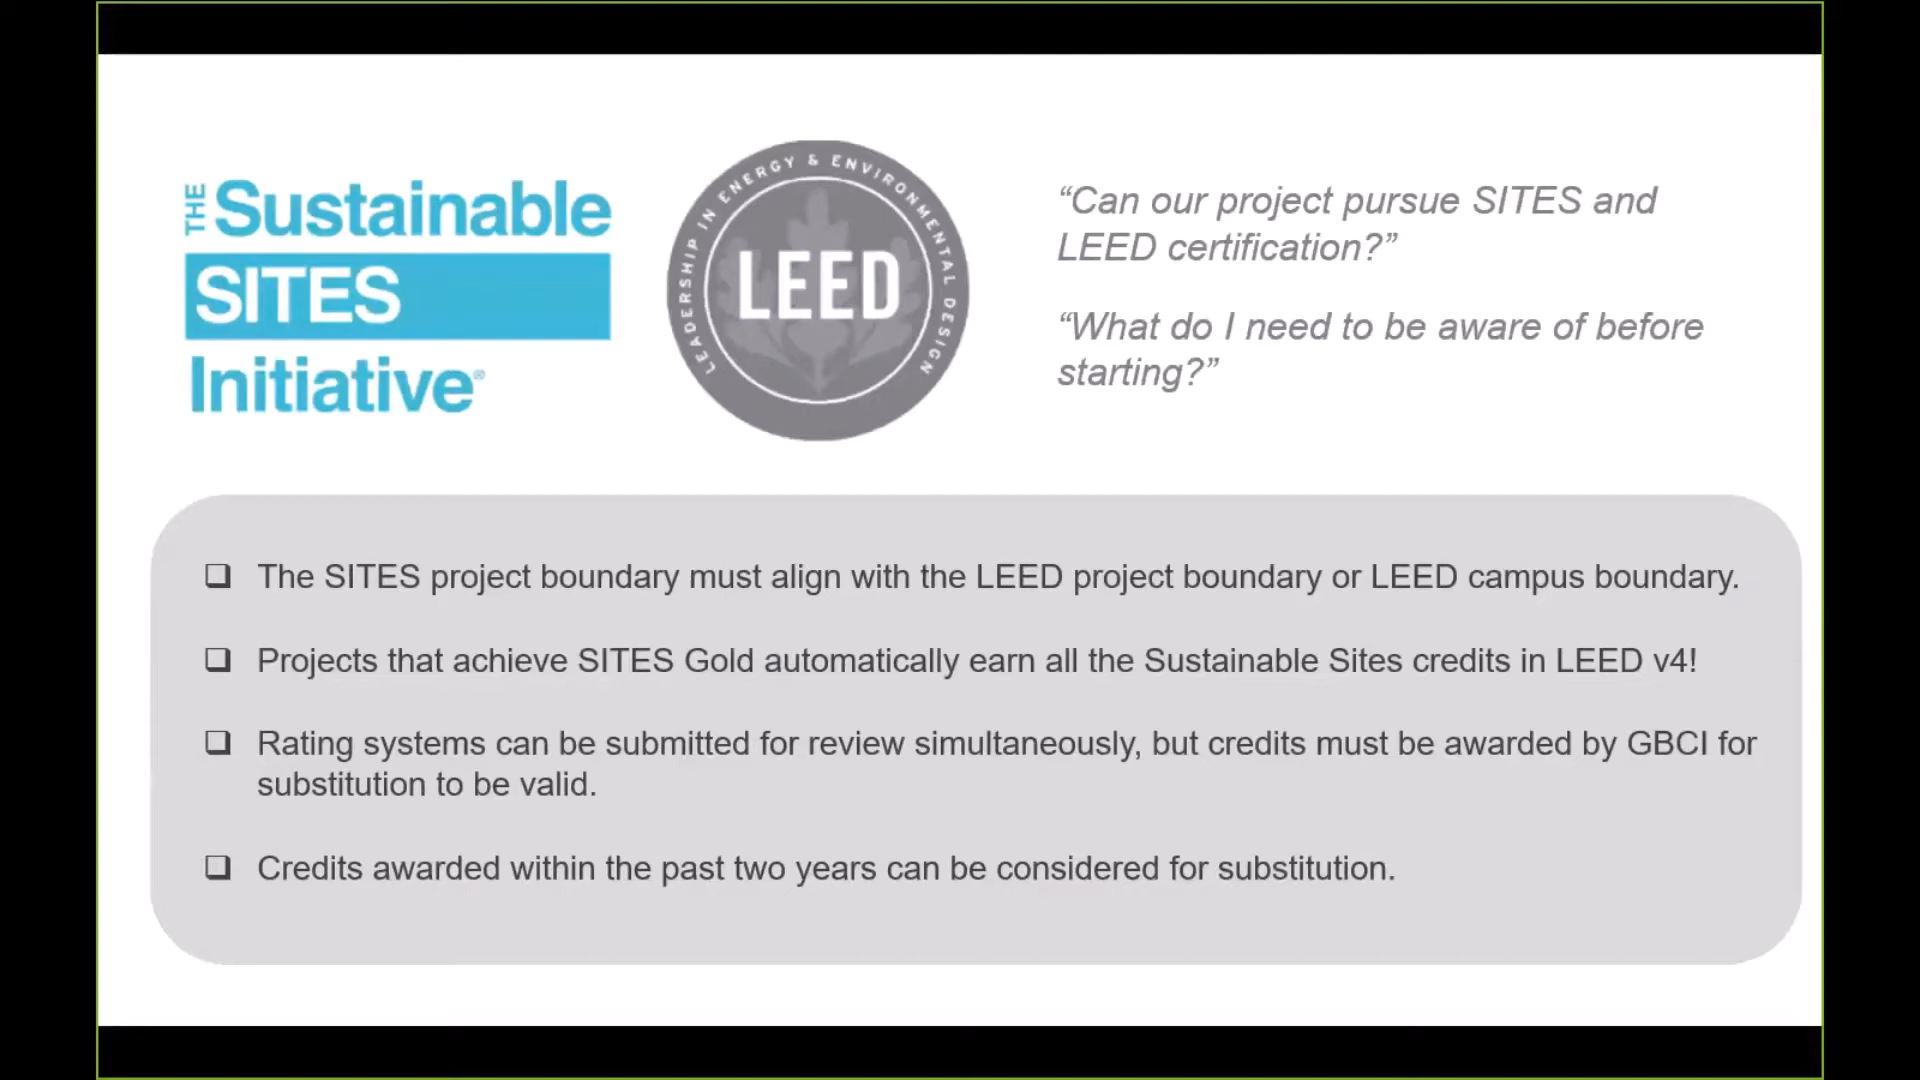 THE Sustainable
SITES
Initiative®
LEADERSHIP IN ENERGY & ENVIRONMENTAL DESIGN
LEED
“Can our project pursue SITES and
LEED certification?”
“What do I need to be aware of before
starting?”
❑ The SITES project boundary must align with the LEED project boundary or LEED campus boundary.
❑ Projects that achieve SITES Gold automatically earn all the Sustainable Sites credits in LEED v4!
❑ Rating systems can be submitted for review simultaneously, but credits must be awarded by GBCI for
substitution to be valid.
❑ Credits awarded within the past two years can be considered for substitution.